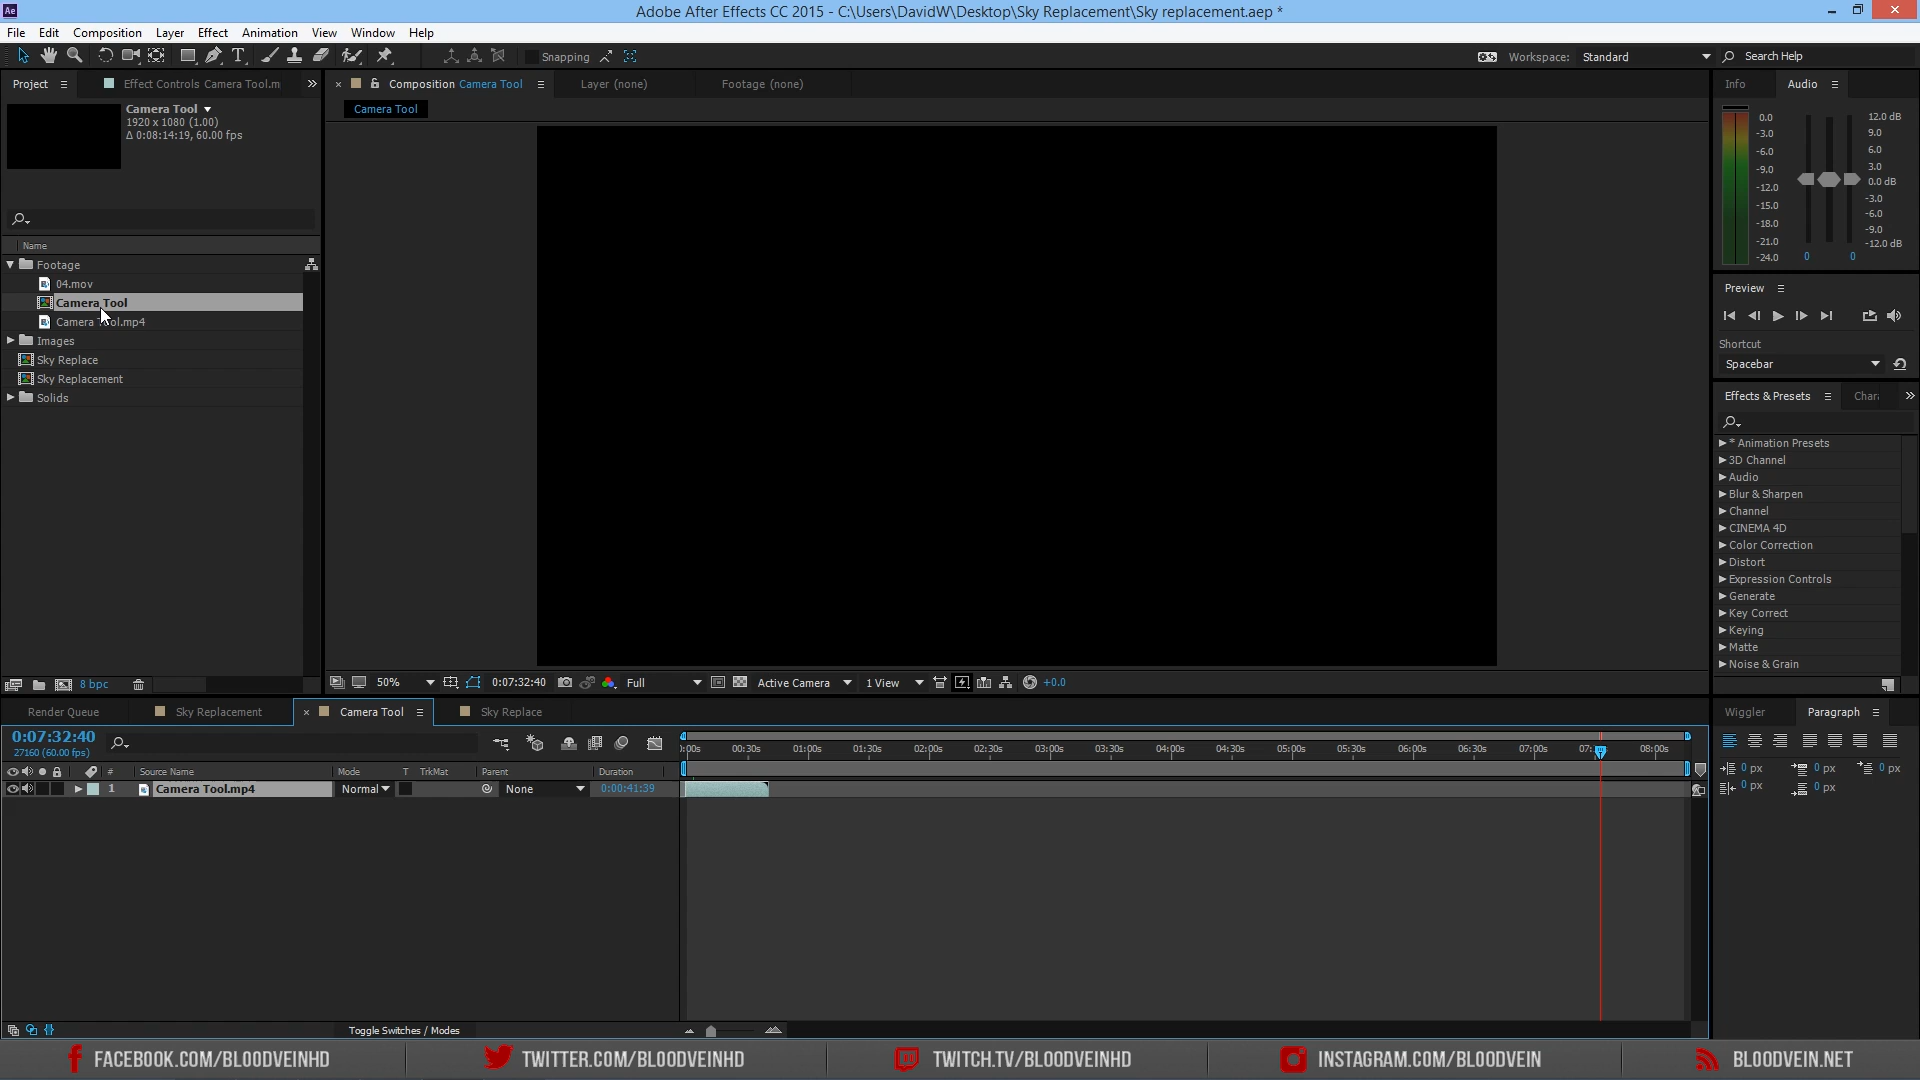 Ae
Adobe After Effects CC 2015 - C:\Users\DavidW\Desktop\Sky Replacement\Sky replacement.aep *
File Edit Composition Layer Effect Animation View Window Help
Snapping
Workspace: Standard
Search Help
Project
Effect Controls Camera Tool.m
Composition Camera Tool
Layer (none)
Footage (none)
Info
Audio
Camera Tool
1920 x 1080 (1.00)
Δ 0:08:14:19, 60.00 fps
Camera Tool
0.0
-3.0
-6.0
-9.0
-12.0
-15.0
-18.0
-21.0
-24.0
12.0 dB
9.0
6.0
3.0
0.0 dB
-3.0
-6.0
-9.0
-12.0 dB
0 0
Name
Footage
04.mov
Camera Tool
Camera Tool.mp4
Images
Sky Replace
Sky Replacement
Solids
Preview
Shortcut
Spacebar
Effects & Presets
Chara
* Animation Presets
3D Channel
Audio
Blur & Sharpen
Channel
CINEMA 4D
Color Correction
Distort
Expression Controls
Generate
Key Correct
Keying
Matte
Noise & Grain
8 bpc
50%
0:07:32:40
Full
Active Camera
1 View
+0.0
Render Queue
Sky Replacement
Camera Tool
Sky Replace
Wiggler
Paragraph
0:07:32:40
27160 (60.00 fps)
00s 00:30s 01:00s 01:30s 02:00s 02:30s 03:00s 03:30s 04:00s 04:30s 05:00s 05:30s 06:00s 06:30s 07:00s 07: 08:00s
# Source Name Mode T TrkMat Parent Duration
1 Camera Tool.mp4 Normal None 0:00:41:39
0 px 0 px 0 px
0 px 0 px
Toggle Switches / Modes
FACEBOOK.COM/BLOODVEINHD
TWITTER.COM/BLOODVEINHD
TWITCH.TV/BLOODVEINHD
INSTAGRAM.COM/BLOODVEIN
BLOODVEIN.NET